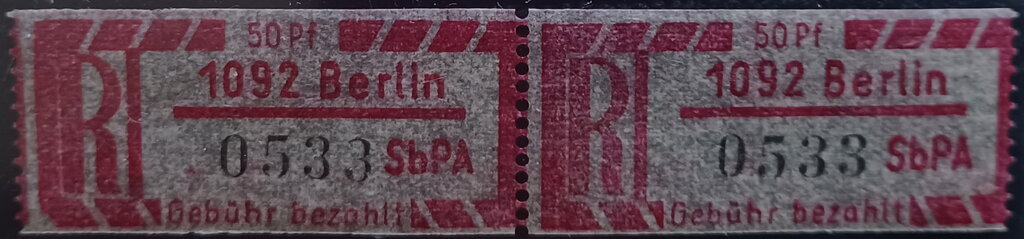 50 Pf
R 1092 Berlin
0533 SbPA
Gebühr bezahlt
50 Pf
R 1092 Berlin
0533 SbPA
Gebühr bezahlt